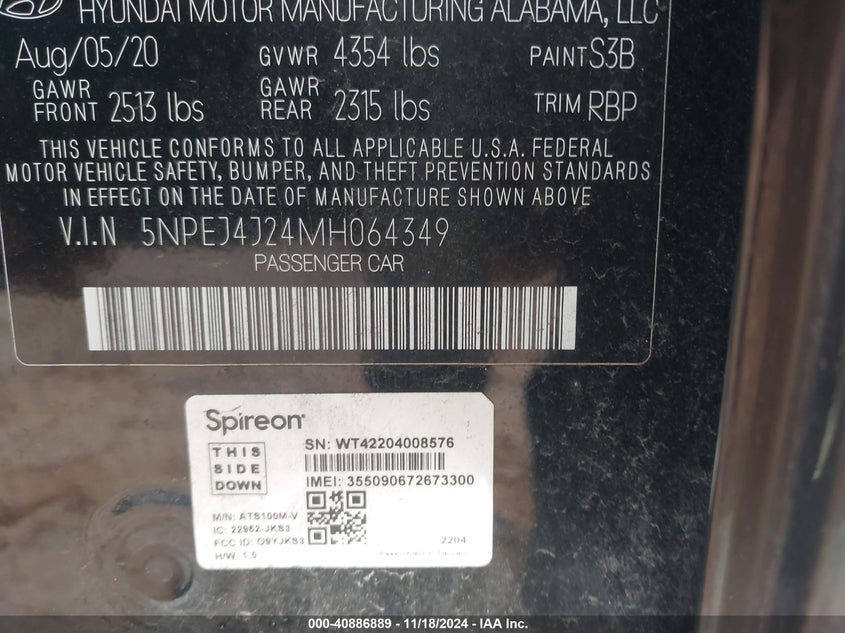 HYUNDAI MOTOR MANUFACTURING ALABAMA, LLC
Aug/05/20 GVWR 4354 lbs PAINT S3B
GAWR FRONT 2513 lbs GAWR REAR 2315 lbs TRIM RBP
THIS VEHICLE CONFORMS TO ALL APPLICABLE U.S.A. FEDERAL
MOTOR VEHICLE SAFETY, BUMPER, AND THEFT PREVENTION STANDARDS
IN EFFECT ON THE DATE OF MANUFACTURE SHOWN ABOVE
V.I.N 5NPEJ4J24MH064349
PASSENGER CAR
Spireon
SN: WT42204008576
THIS
SIDE
DOWN
IMEI: 355090672673300
M/N: ATS100M-V
IC: 22962-JKS3
FCC ID: O9YJKS3
H/W: 1.0
2204
000-40886889 - 11/18/2024 - IAA Inc.